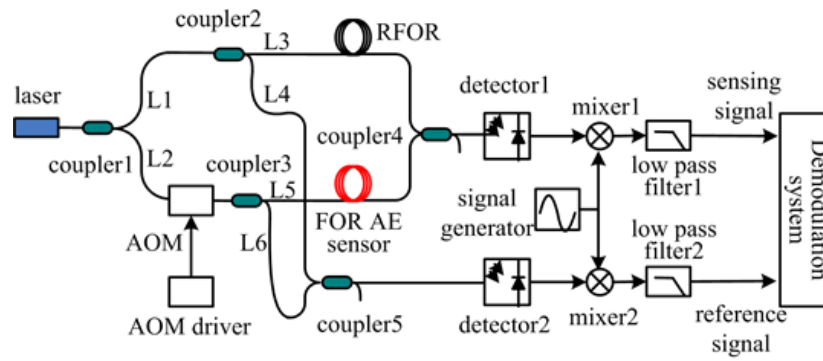 coupler2
L3
RFOR
L4
laser
L1
detector1
mixer1
sensing
signal
coupler1
L2
coupler3
coupler4
L5
low pass
filter1
AOM
FOR AE
sensor
L6
signal
generator
Demodulation
system
low pass
filter2
AOM driver
coupler5
detector2
mixer2
reference
signal